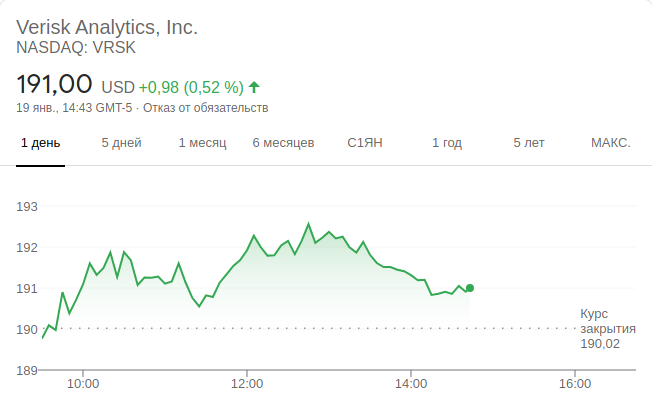 Verisk Analytics, Inc.
NASDAQ: VRSK
191,00 USD +0,98 (0,52 %)
19 янв., 14:43 GMT-5 · Отказ от обязательств
1 день 5 дней 1 месяц 6 месяцев С1ЯН 1 год 5 лет МАКС.
193
192
191
190
189
Курс
закрытия
190,02
10:00 12:00 14:00 16:00